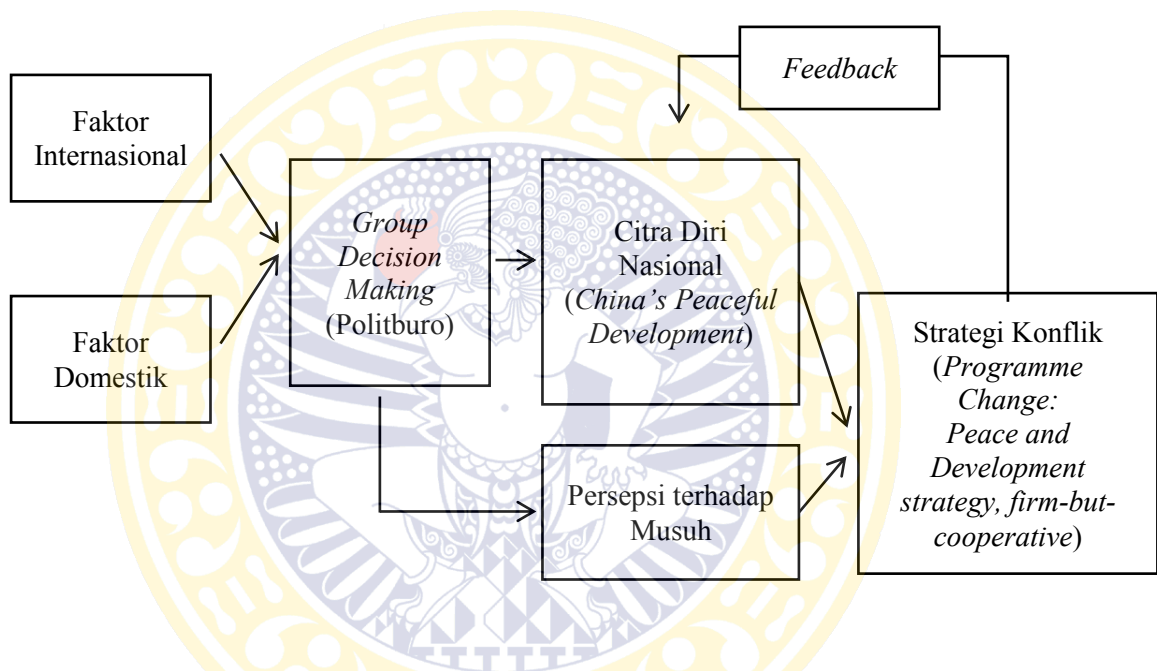 Feedback
Faktor
Internasional
Group
Decision
Making
(Politburo)
Citra Diri
Nasional
(China’s Peaceful
Development)
Faktor
Domestik
Strategi Konflik
(Programme
Change:
Peace and
Development
strategy, firm-but-
cooperative)
Persepsi terhadap
Musuh